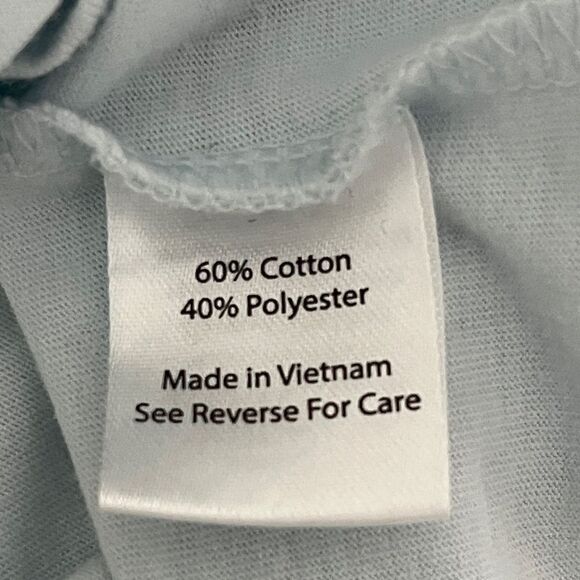 60% Cotton
40% Polyester
Made in Vietnam
See Reverse For Care